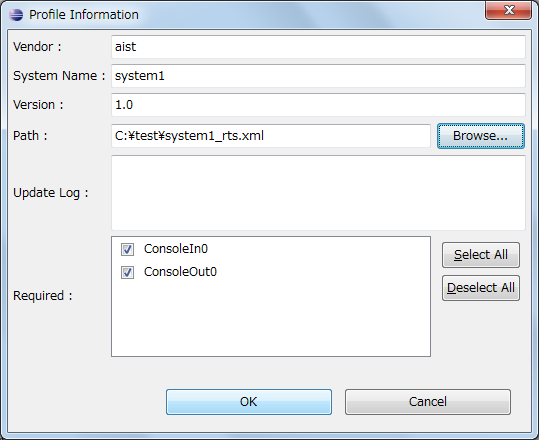 Profile Information
Vendor : aist
System Name : system1
Version : 1.0
Path : C:¥test¥system1_rts.xml Browse...
Update Log :
ConsoleIn0 Select All
ConsoleOut0 Deselect All
Required :
OK Cancel